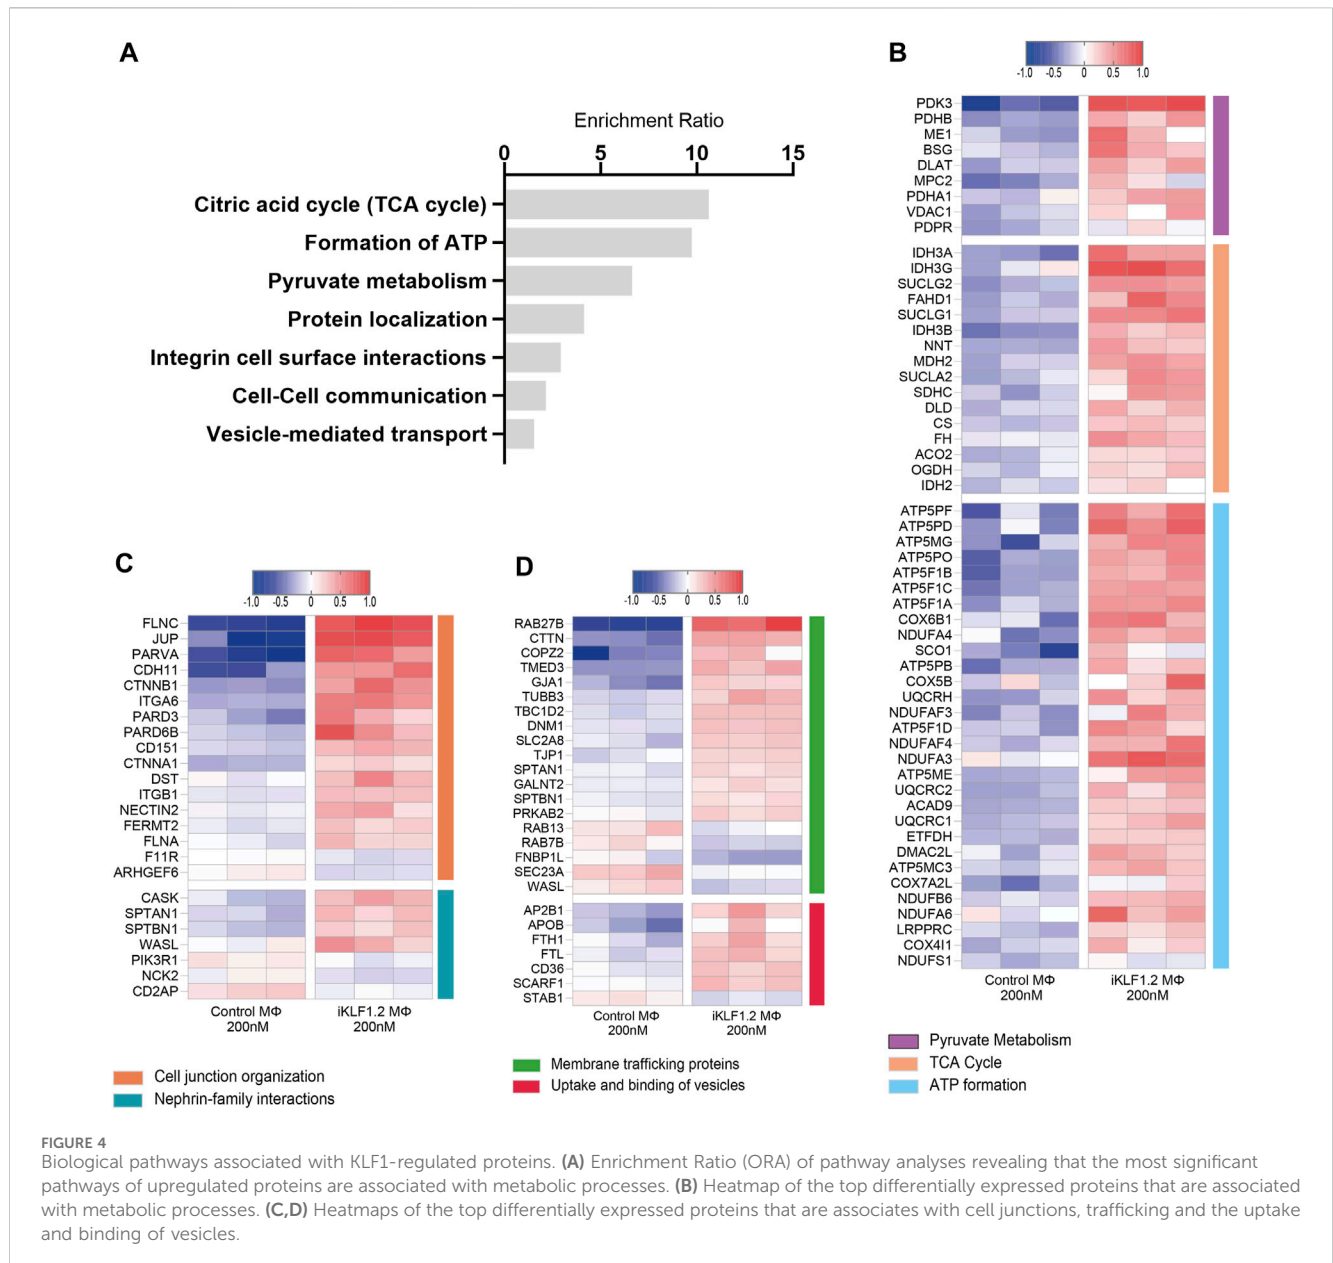 A
Enrichment Ratio
0 5 10 15
Citric acid cycle (TCA cycle)
Formation of ATP
Pyruvate metabolism
Protein localization
Integrin cell surface interactions
Cell-Cell communication
Vesicle-mediated transport
B
-1.0 -0.5 0 0.5 1.0
PDK3
PDHB
ME1
BSG
DLAT
MPC2
PDHA1
VDAC1
PDPR
IDH3A
IDH3G
SUCLG2
FAHD1
SUCLG1
IDH3B
NNT
MDH2
SUCLA2
SDHC
DLD
CS
FH
ACO2
OGDH
IDH2
ATP5PF
ATP5PD
ATP5MG
ATP5PO
ATP5F1B
ATP5F1C
ATP5F1A
COX6B1
NDUFA4
SCO1
ATP5PB
COX5B
UQCRH
NDUFAF3
ATP5F1D
NDUFAF4
NDUFA3
ATP5ME
UQCRC2
ACAD9
UQCRC1
ETFDH
DMAC2L
ATP5MC3
COX7A2L
NDUFB6
NDUFA6
LRPPRC
COX4I1
NDUFS1
Control MΦ iKLF1.2 MΦ
200nM 200nM
Pyruvate Metabolism
TCA Cycle
ATP formation
C
-1.0 -0.5 0 0.5 1.0
FLNC
JUP
PARVA
CDH11
CTNNB1
ITGA6
PARD3
PARD6B
CD151
CTNNA1
DST
ITGB1
NECTIN2
FERMT2
FLNA
F11R
ARHGEF6
CASK
SPTAN1
SPTBN1
WASL
PIK3R1
NCK2
CD2AP
Control MΦ iKLF1.2 MΦ
200nM 200nM
Cell junction organization
Nephrin-family interactions
D
-1.0 -0.5 0 0.5 1.0
RAB27B
CTTN
COPZ2
TMED3
GJA1
TUBB3
TBC1D2
DNM1
SLC2A8
TJP1
SPTAN1
GALNT2
SPTBN1
PRKAB2
RAB13
RAB7B
FNBP1L
SEC23A
WASL
AP2B1
APOB
FTH1
FTL
CD36
SCARF1
STAB1
Control MΦ iKLF1.2 MΦ
200nM 200nM
Membrane trafficking proteins
Uptake and binding of vesicles
FIGURE 4
Biological pathways associated with KLF1-regulated proteins. (A) Enrichment Ratio (ORA) of pathway analyses revealing that the most significant
pathways of upregulated proteins are associated with metabolic processes. (B) Heatmap of the top differentially expressed proteins that are associated
with metabolic processes. (C,D) Heatmaps of the top differentially expressed proteins that are associates with cell junctions, trafficking and the uptake
and binding of vesicles.